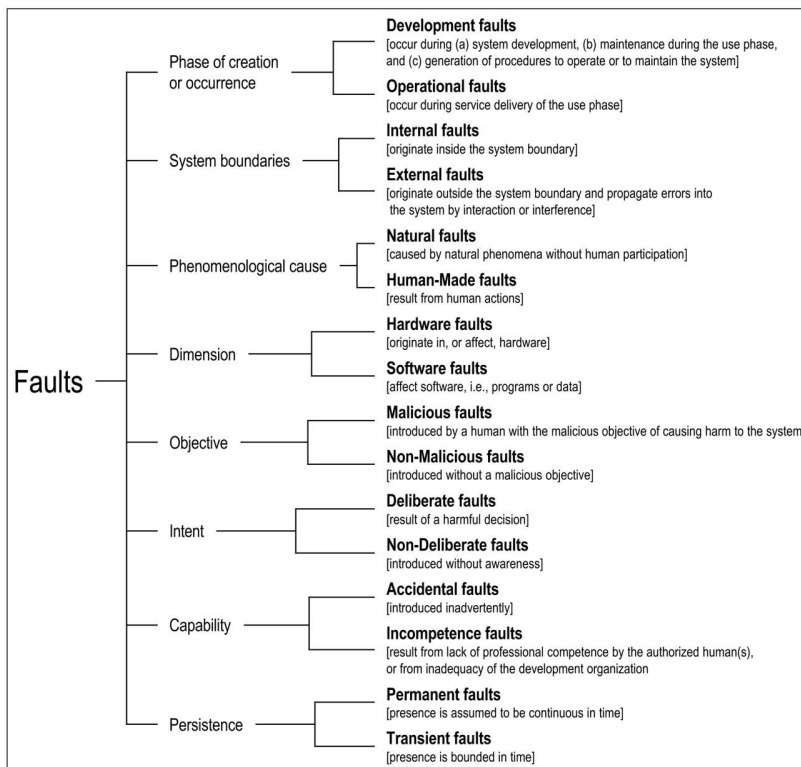 Faults
Phase of creation
or occurrence
Development faults
[occur during (a) system development, (b) maintenance during the use phase,
and (c) generation of procedures to operate or to maintain the system]
Operational faults
[occur during service delivery of the use phase]
System boundaries
Internal faults
[originate inside the system boundary]
External faults
[originate outside the system boundary and propagate errors into
the system by interaction or interference]
Phenomenological cause
Natural faults
[caused by natural phenomena without human participation]
Human-Made faults
[result from human actions]
Dimension
Hardware faults
[originate in, or affect, hardware]
Software faults
[affect software, i.e., programs or data]
Objective
Malicious faults
[introduced by a human with the malicious objective of causing harm to the system
Non-Malicious faults
[introduced without a malicious objective]
Intent
Deliberate faults
[result of a harmful decision]
Non-Deliberate faults
[introduced without awareness]
Capability
Accidental faults
[introduced inadvertently]
Incompetence faults
[result from lack of professional competence by the authorized human(s),
or from inadequacy of the development organization
Persistence
Permanent faults
[presence is assumed to be continuous in time]
Transient faults
[presence is bounded in time]